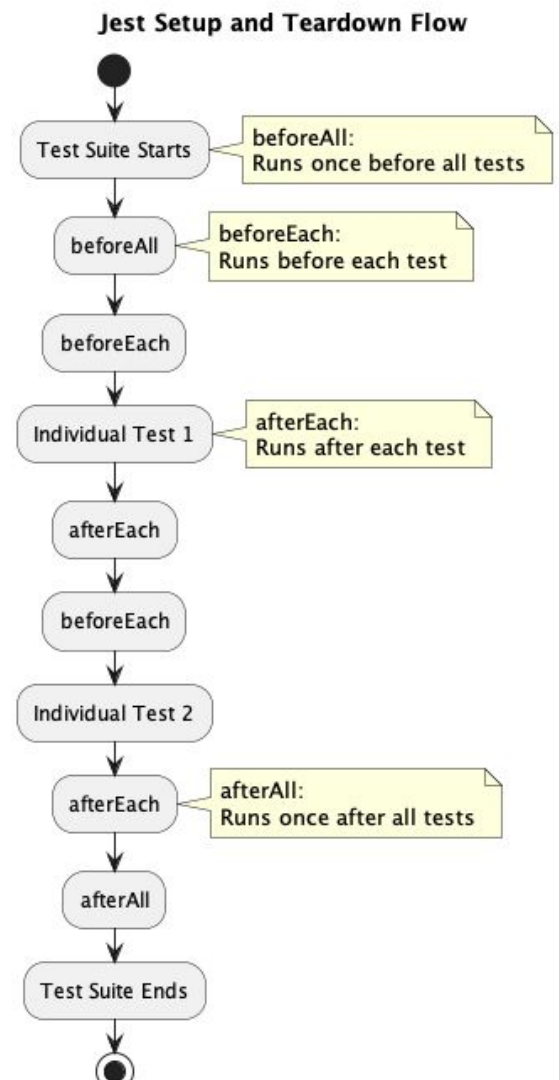 Jest Setup and Teardown Flow
Test Suite Starts
beforeAll:
Runs once before all tests
beforeAll
beforeEach:
Runs before each test
beforeEach
Individual Test 1
afterEach:
Runs after each test
afterEach
beforeEach
Individual Test 2
afterEach
afterAll:
Runs once after all tests
afterAll
Test Suite Ends